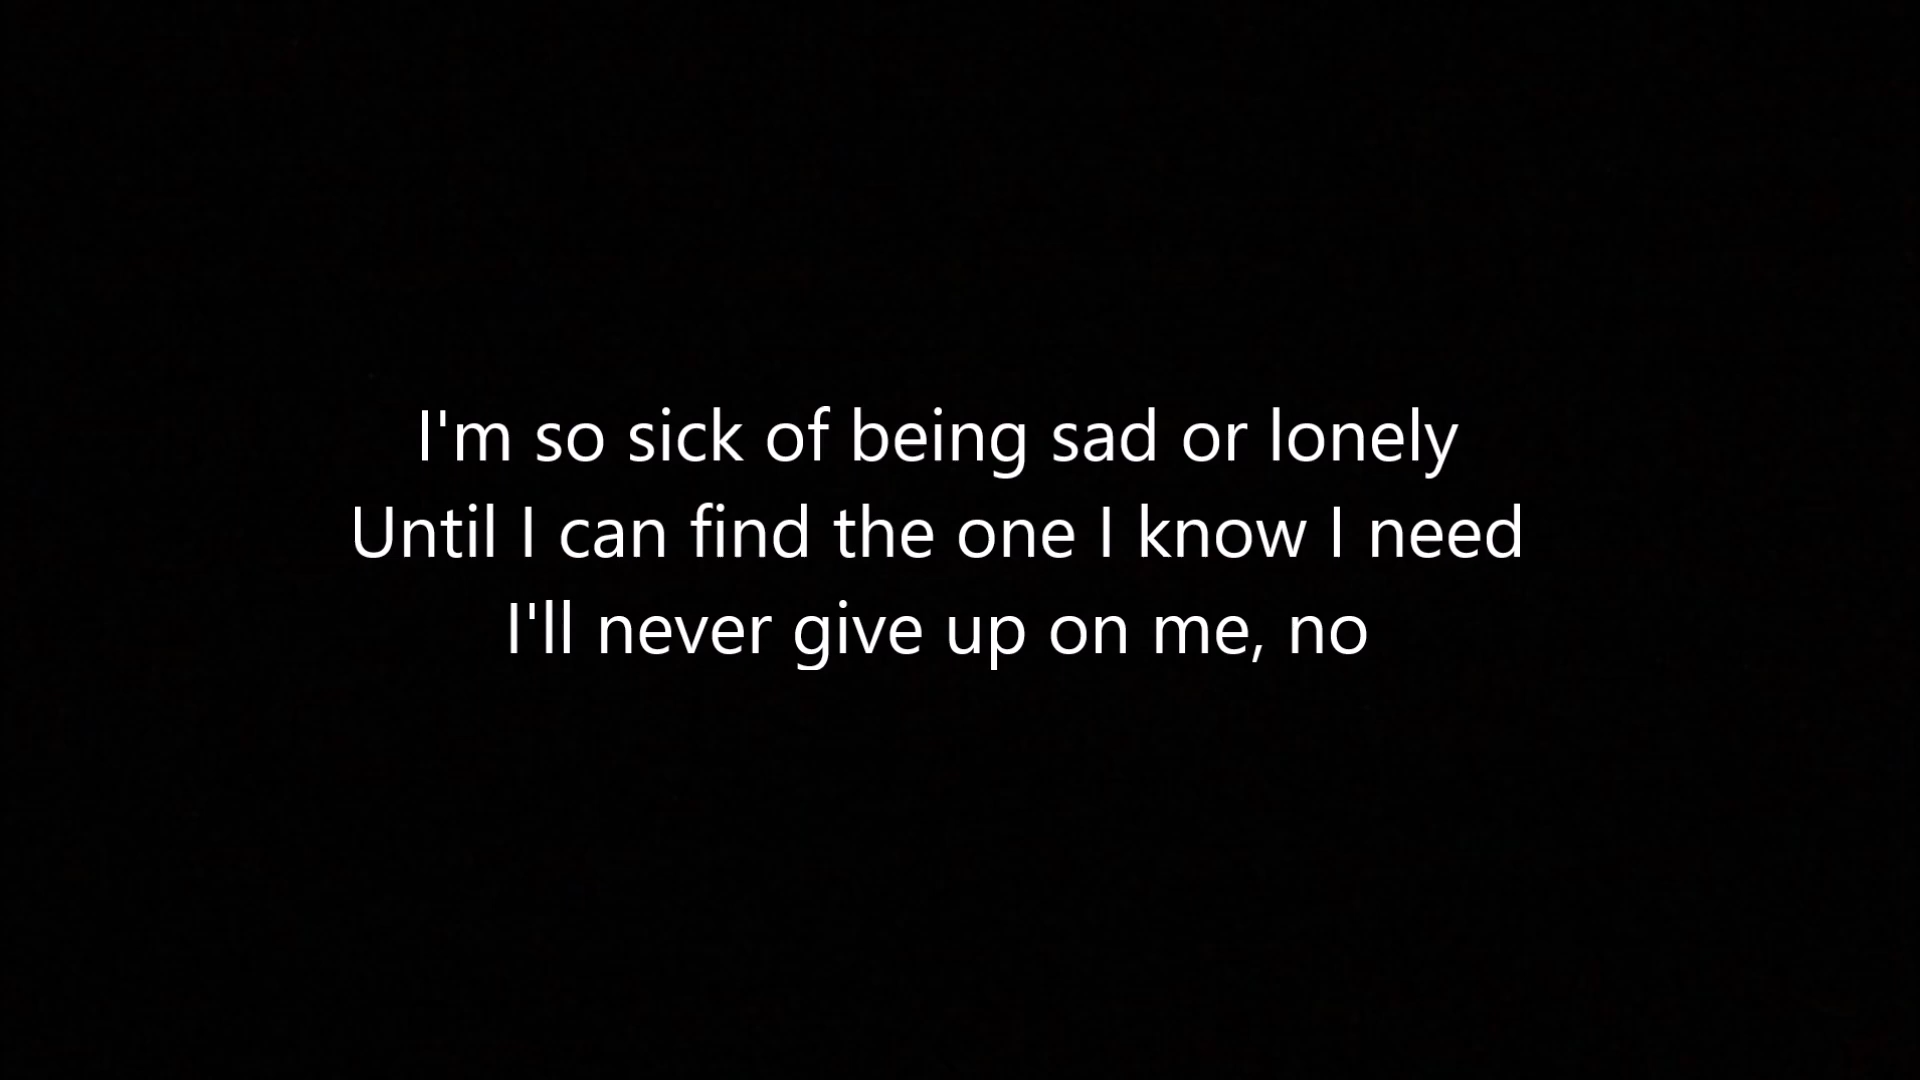 I'm so sick of being sad or lonely
Until I can find the one I know I need
I'll never give up on me, no